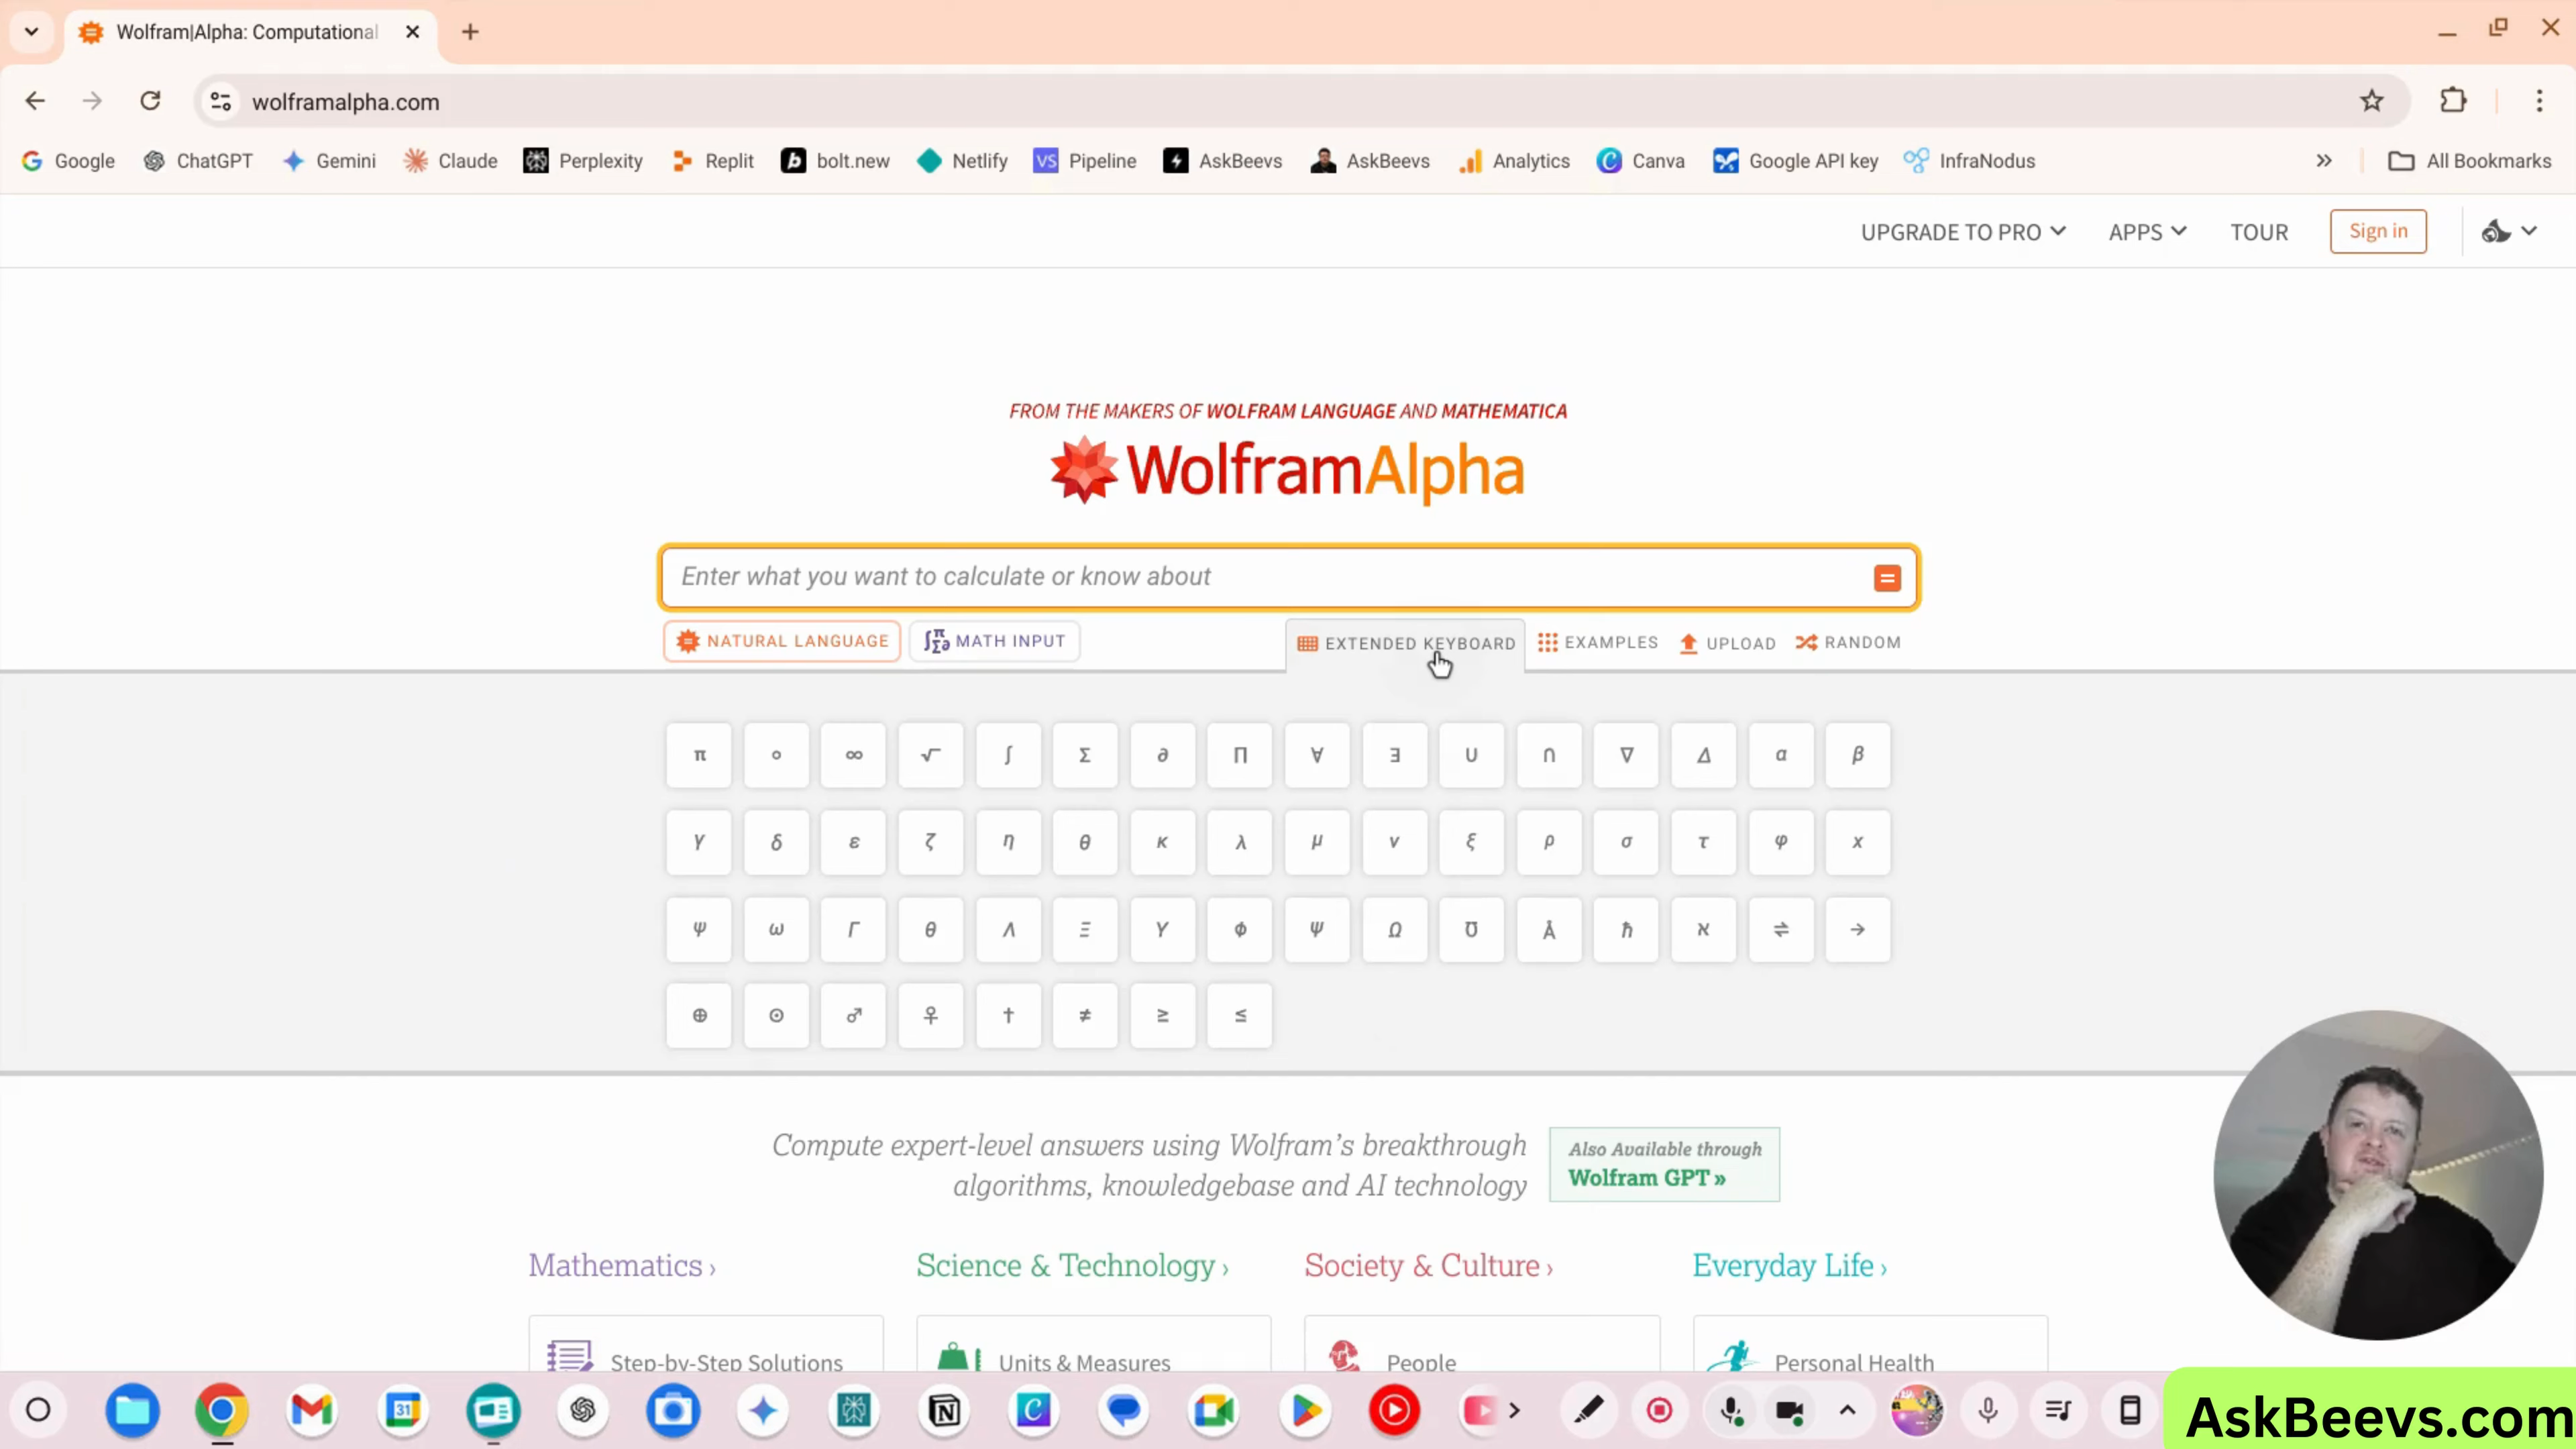 Wolfram|Alpha: Computational
wolframalpha.com
Google ChatGPT Gemini Claude Perplexity Replit bolt.new Netlify VS Pipeline AskBeevs AskBeevs Analytics Canva Google API key InfraNodus All Bookmarks
UPGRADE TO PRO APPS TOUR Sign in
FROM THE MAKERS OF WOLFRAM LANGUAGE AND MATHEMATICA
WolframAlpha
Enter what you want to calculate or know about
NATURAL LANGUAGE MATH INPUT EXTENDED KEYBOARD EXAMPLES UPLOAD RANDOM
π ° ∞ √ ∫ Σ ∂ Π ∀ ∃ ∪ ∩ ∇ Δ α β
γ δ ε ζ η θ κ λ μ ν ξ ρ σ τ φ χ
ψ ω Γ θ Λ Ξ Υ Φ Ψ Ω ℧ Å ħ ℵ ⇌ →
⊕ ⊙ ♂ ♀ † ≠ ≥ ≤
Compute expert-level answers using Wolfram's breakthrough
algorithms, knowledgebase and AI technology
Also Available through
Wolfram GPT »
Mathematics › Science & Technology › Society & Culture › Everyday Life ›
Step-by-Step Solutions Units & Measures People Personal Health
31
AskBeevs.com